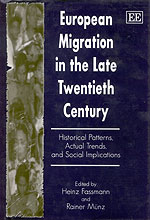 European
Migration
in the Late
Twentieth
Century
EE
Historical Patterns,
Actual Trends,
and Social Implications
Edited by
Heinz Fassmann
and
Rainer Münz